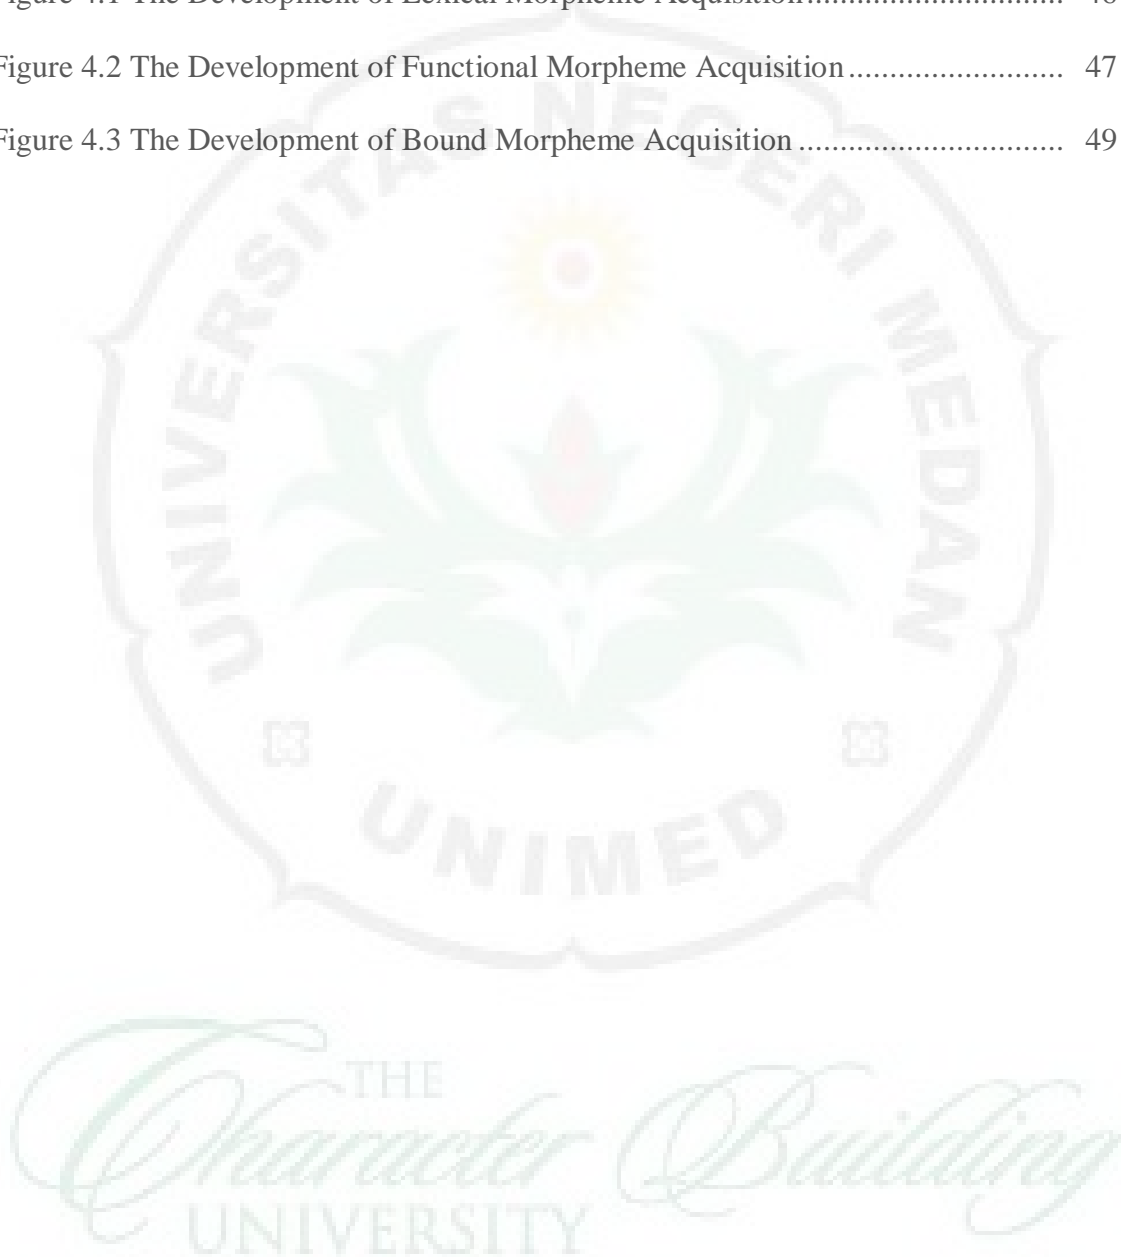 Figure 4.1 The Development of Lexical Morpheme Acquisition................................ 46
Figure 4.2 The Development of Functional Morpheme Acquisition .......................... 47
Figure 4.3 The Development of Bound Morpheme Acquisition ................................ 49
UNIVERSITAS NEGERI MEDAN
UNIMED
THE
Character Building
UNIVERSITY